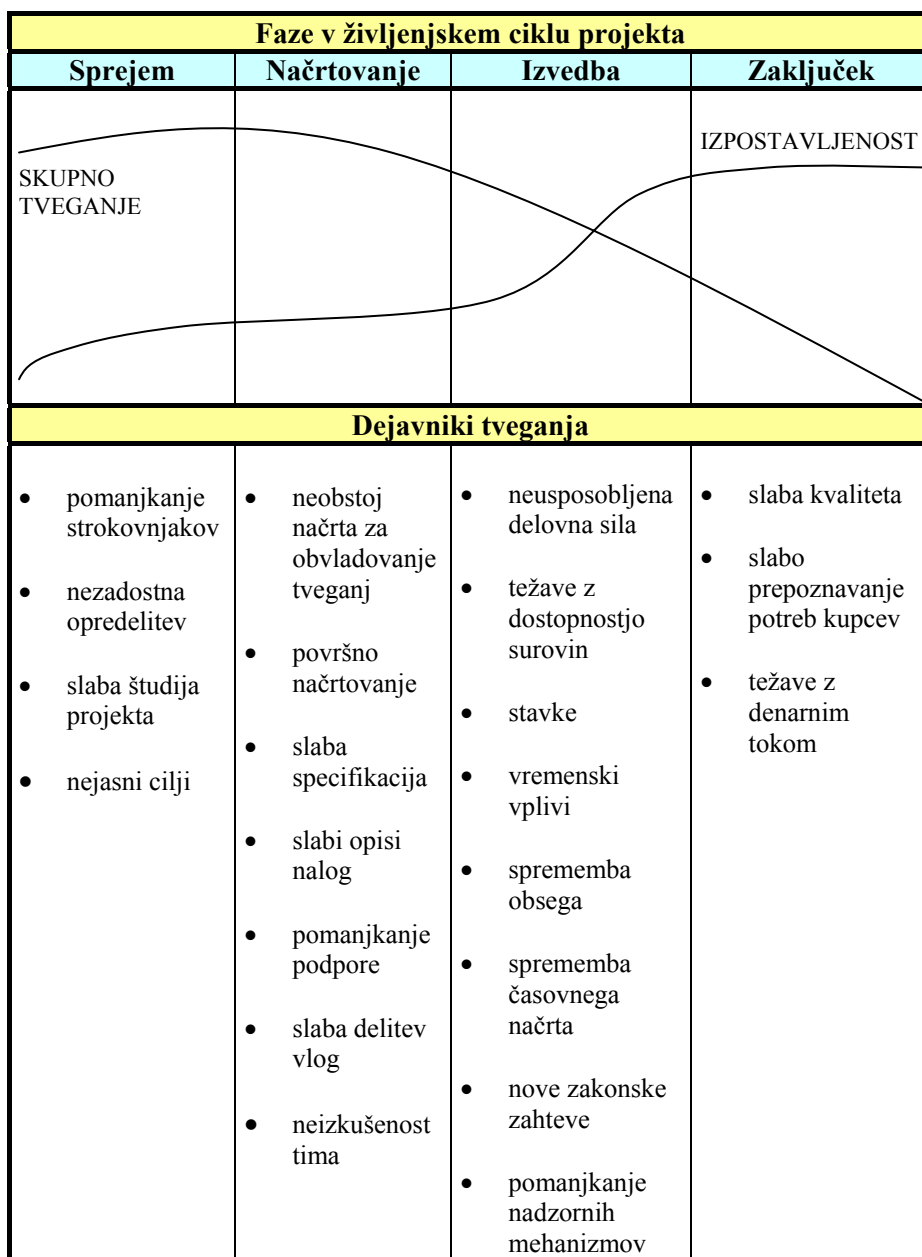 Faze v življenjskem ciklu projekta
Sprejem
Načrtovanje
Izvedba
Zaključek
SKUPNO
TVEGANJE
IZPOSTAVLJENOST
Dejavniki tveganja
• pomanjkanje
strokovnjakov
• nezadostna
opredelitev
• slaba študija
projekta
• nejasni cilji
• neobstoj
načrta za
obvladovanje
tveganj
• površno
načrtovanje
• slaba
specifikacija
• slabi opisi
nalog
• pomanjkanje
podpore
• slaba delitev
vlog
• neizkušenost
tima
• neusposobljena
delovna sila
• težave z
dostopnostjo
surovin
• stavke
• vremenski
vplivi
• sprememba
obsega
• sprememba
časovnega
načrta
• nove zakonske
zahteve
• pomanjkanje
nadzornih
mehanizmov
• slaba kvaliteta
• slabo
prepoznavanje
potreb kupcev
• težave z
denarnim
tokom